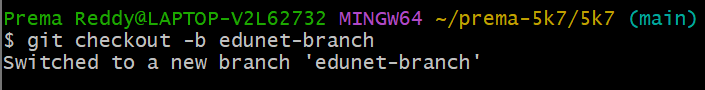 Prema Reddy@LAPTOP-V2L62732 MINGW64 ~/prema-5k7/5k7 (main)
$ git checkout -b edunet-branch
Switched to a new branch 'edunet-branch'